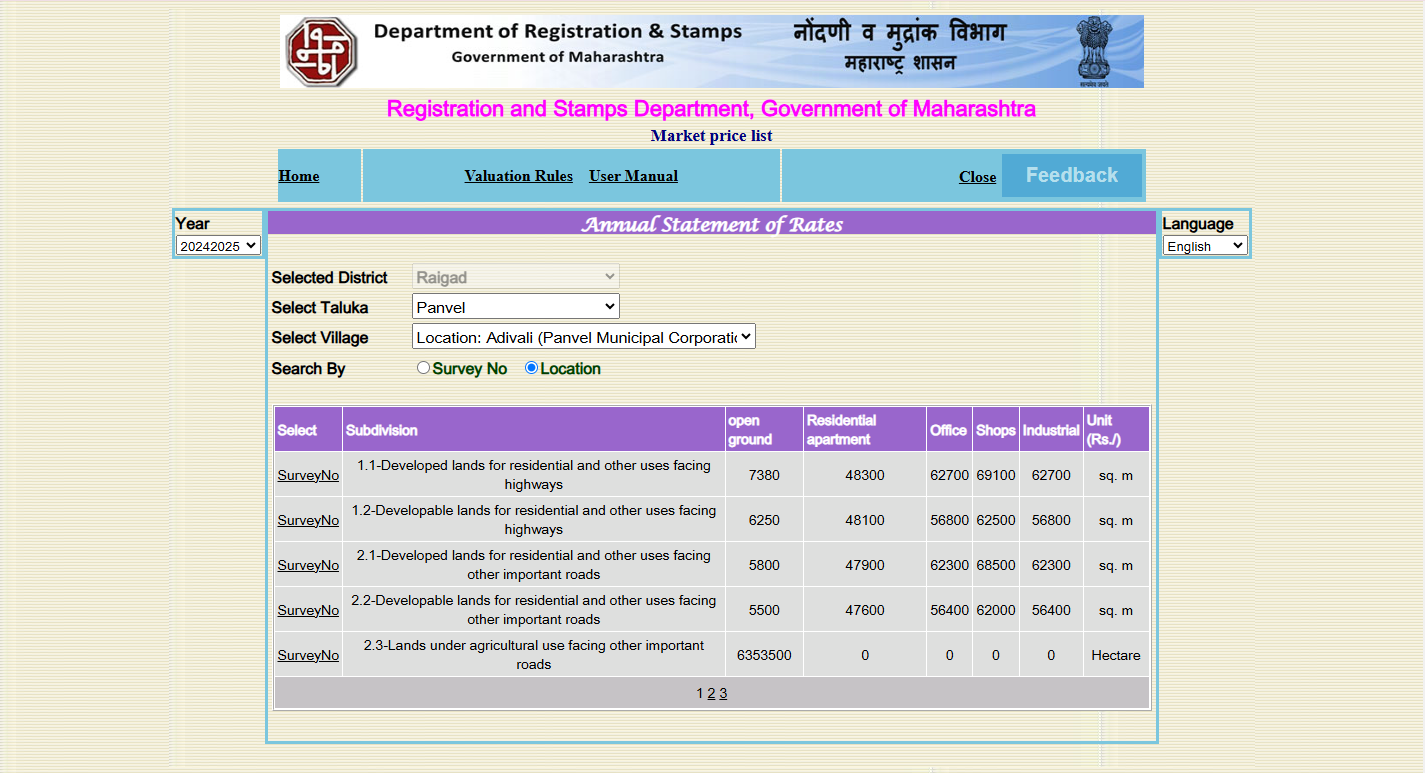 Department of Registration & Stamps
Government of Maharashtra
नोंदणी व मुद्रांक विभाग
महाराष्ट्र शासन
Registration and Stamps Department, Government of Maharashtra
Market price list
Home Valuation Rules User Manual Close Feedback
Year
20242025
Annual Statement of Rates
Language
English
Selected District Raigad
Select Taluka Panvel
Select Village Location: Adivali (Panvel Municipal Corporatic
Search By Survey No Location
Select Subdivision open ground Residential apartment Office Shops Industrial Unit (Rs./)
SurveyNo 1.1-Developed lands for residential and other uses facing highways 7380 48300 62700 69100 62700 sq. m
SurveyNo 1.2-Developable lands for residential and other uses facing highways 6250 48100 56800 62500 56800 sq. m
SurveyNo 2.1-Developed lands for residential and other uses facing other important roads 5800 47900 62300 68500 62300 sq. m
SurveyNo 2.2-Developable lands for residential and other uses facing other important roads 5500 47600 56400 62000 56400 sq. m
SurveyNo 2.3-Lands under agricultural use facing other important roads 6353500 0 0 0 0 Hectare
1 2 3